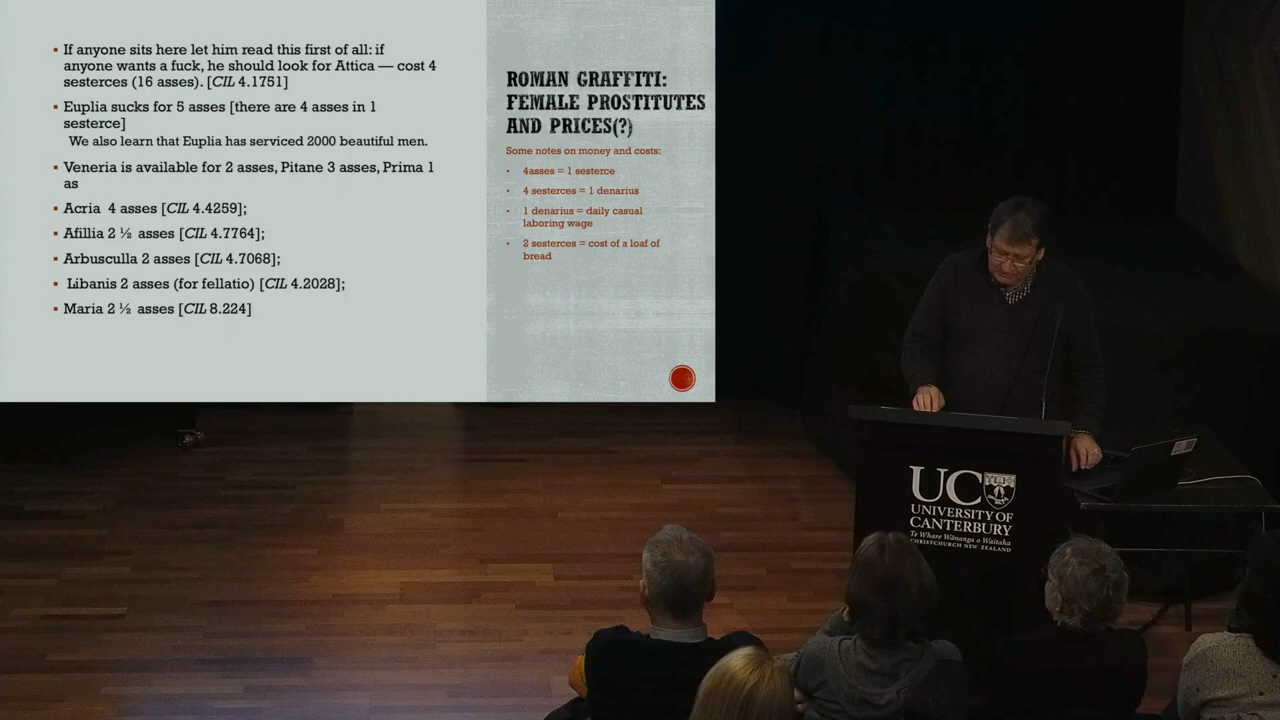 If anyone sits here let him read this first of all: if
anyone wants a fuck, he should look for Attica — cost 4
sesterces (16 asses). [CIL 4.1751]
Euplia sucks for 5 asses [there are 4 asses in 1
sesterce]
We also learn that Euplia has serviced 2000 beautiful men.
Veneria is available for 2 asses, Pitane 3 asses, Prima 1
as
Acria 4 asses [CIL 4.4259];
Afillia 2 ½ asses [CIL 4.7764];
Arbusculla 2 asses [CIL 4.7068];
Libanis 2 asses (for fellatio) [CIL 4.2028];
Maria 2 ½ asses [CIL 8.224]
ROMAN GRAFFITI:
FEMALE PROSTITUTES
AND PRICES(?)
Some notes on money and costs:
4asses = 1 sesterce
4 sesterces = 1 denarius
1 denarius = daily casual
laboring wage
2 sesterces = cost of a loaf of
bread
UC
UNIVERSITY OF
CANTERBURY
Te Whare Wānanga o Waitaha
CHRISTCHURCH NEW ZEALAND